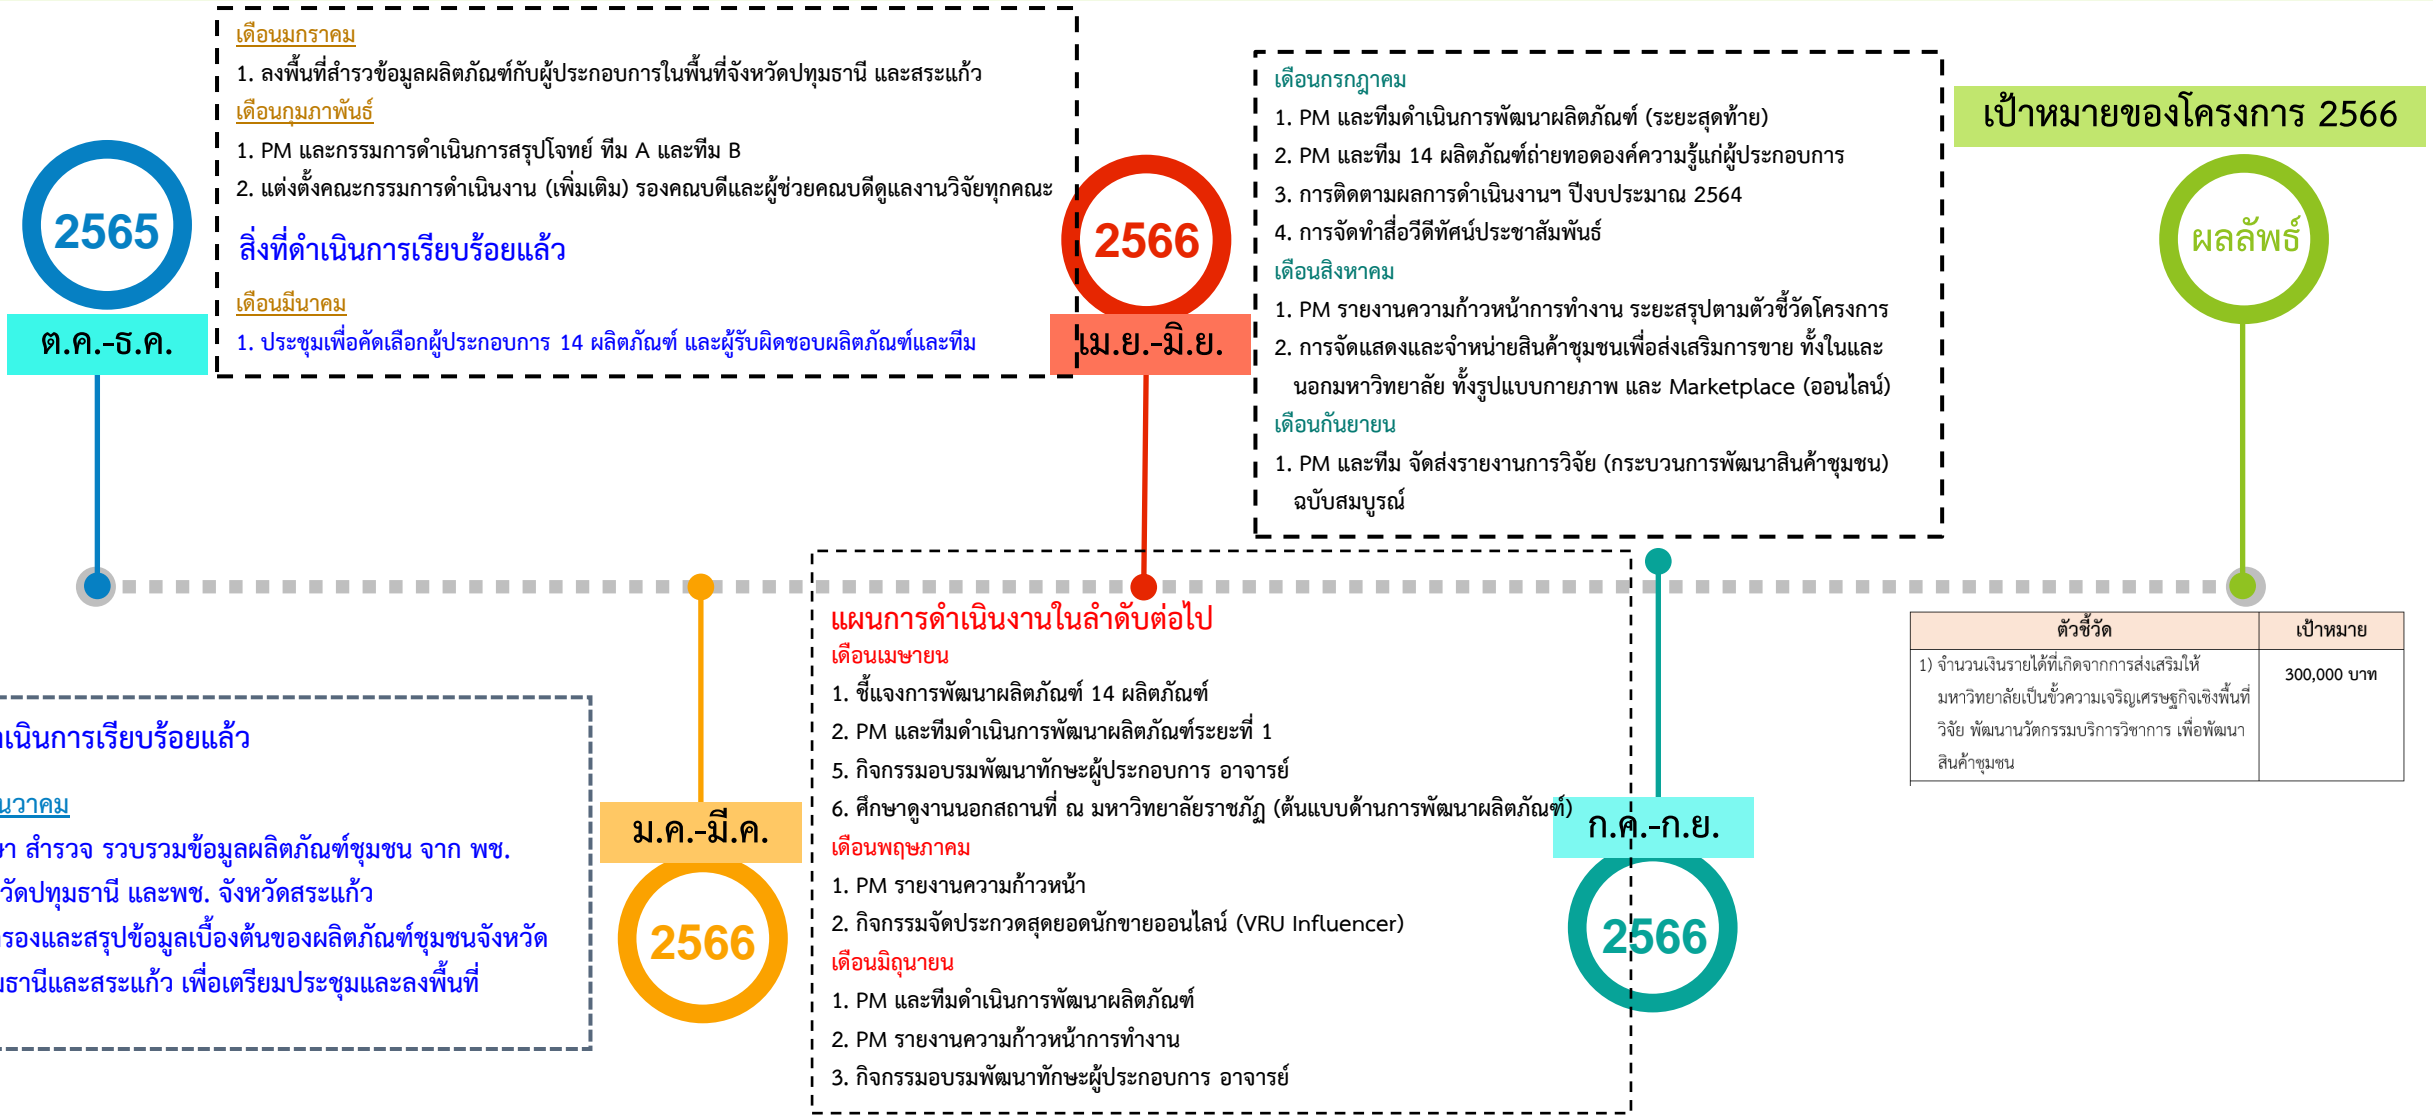 2565
ต.ค.-ธ.ค.
เดือนมกราคม
1. ลงพื้นที่สำรวข้อมูลผลิตภัณฑ์กับผู้ประกอบการในพื้นที่จังหวัดปทุมธานี และสระแก้ว
เดือนกุมภาพันธ์
1. PM และกรรมการดำเนินการสรุปโจทย์ ทีม A และทีม B
2. แต่งตั้งคณะกรรมการดำเนินงาน (เพิ่มเติม) รองคณบดีและผู้ช่วยคณบดีดูแลงานวิจัยทุกคณะ
สิ่งที่ดำเนินการเรียบร้อยแล้ว
เดือนมีนาคม
1. ประชุมเพื่อคัดเลือกผู้ประกอบการ 14 ผลิตภัณฑ์ และผู้รับผิดชอบผลิตภัณฑ์และทีม
2566
เม.ย.-มิ.ย.
เดือนกรกฎาคม
1. PM และทีมดำเนินการพัฒนาผลิตภัณฑ์ (ระยะสุดท้าย)
2. PM และทีม 14 ผลิตภัณฑ์ถ่ายทอดองค์ความรู้แก่ผู้ประกอบการ
3. การติดตามผลการดำเนินงานฯ ปีงบประมาณ 2564
4. การจัดทำสื่อวีดีทัศน์ประชาสัมพันธ์
เดือนสิงหาคม
1. PM รายงานความก้าวหน้าการทำงาน ระยะสรุปตามตัวชี้วัดโครงการ
2. การจัดแสดงและจำหน่ายสินค้าชุมชนเพื่อส่งเสริมการขาย ทั้งในและ
นอกมหาวิทยาลัย ทั้งรูปแบบกายภาพ และ Marketplace (ออนไลน์)
เดือนกันยายน
1. PM และทีม จัดส่งรายงานการวิจัย (กระบวนการพัฒนาสินค้าชุมชน)
ฉบับสมบูรณ์
เป้าหมายของโครงการ 2566
ผลลัพธ์
ำเนินการเรียบร้อยแล้ว
ันวาคม
ษา สำรวจ รวบรวมข้อมูลผลิตภัณฑ์ชุมชน จาก พช.
วัดปทุมธานี และพช. จังหวัดสระแก้ว
รองและสรุปข้อมูลเบื้องต้นของผลิตภัณฑ์ชุมชนจังหวัด
มธานีและสระแก้ว เพื่อเตรียมประชุมและลงพื้นที่
ม.ค.-มี.ค.
2566
แผนการดำเนินงานในลำดับต่อไป
เดือนเมษายน
1. ชี้แจงการพัฒนาผลิตภัณฑ์ 14 ผลิตภัณฑ์
2. PM และทีมดำเนินการพัฒนาผลิตภัณฑ์ระยะที่ 1
5. กิจกรรมอบรมพัฒนาทักษะผู้ประกอบการ อาจารย์
6. ศึกษาดูงานนอกสถานที่ ณ มหาวิทยาลัยราชภัฏ (ต้นแบบด้านการพัฒนาผลิตภัณฑ์)
เดือนพฤษภาคม
1. PM รายงานความก้าวหน้า
2. กิจกรรมจัดประกวดสุดยอดนักขายออนไลน์ (VRU Influencer)
เดือนมิถุนายน
1. PM และทีมดำเนินการพัฒนาผลิตภัณฑ์
2. PM รายงานความก้าวหน้าการทำงาน
3. กิจกรรมอบรมพัฒนาทักษะผู้ประกอบการ อาจารย์
ก.ค.-ก.ย.
2566
ตัวชี้วัด เป้าหมาย
1) จำนวนเงินรายได้ที่เกิดจากการส่งเสริมให้ 300,000 บาท
มหาวิทยาลัยเป็นขั้วความเจริญเศรษฐกิจเชิงพื้นที่
วิจัย พัฒนานวัตกรรมบริการวิชาการ เพื่อพัฒนา
สินค้าชุมชน